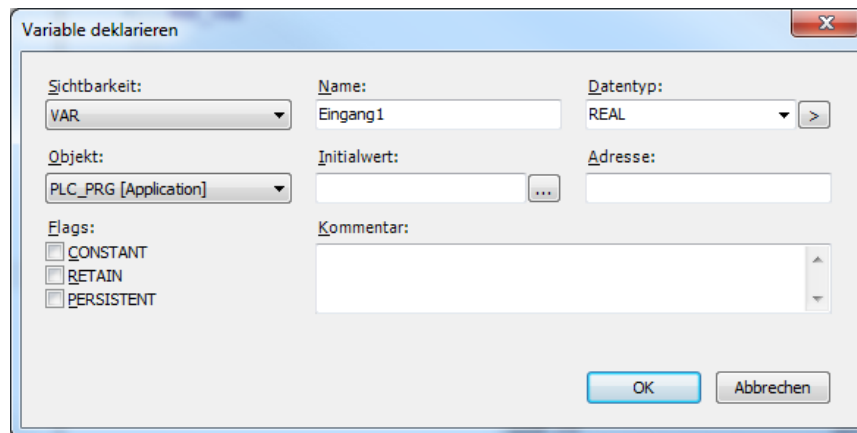 Variable deklarieren
Sichtbarkeit: Name: Datentyp:
VAR Eingang1 REAL >
Objekt: Initialwert: Adresse:
PLC_PRG [Application] ...
Flags: Kommentar:
CONSTANT
RETAIN
PERSISTENT
OK Abbrechen